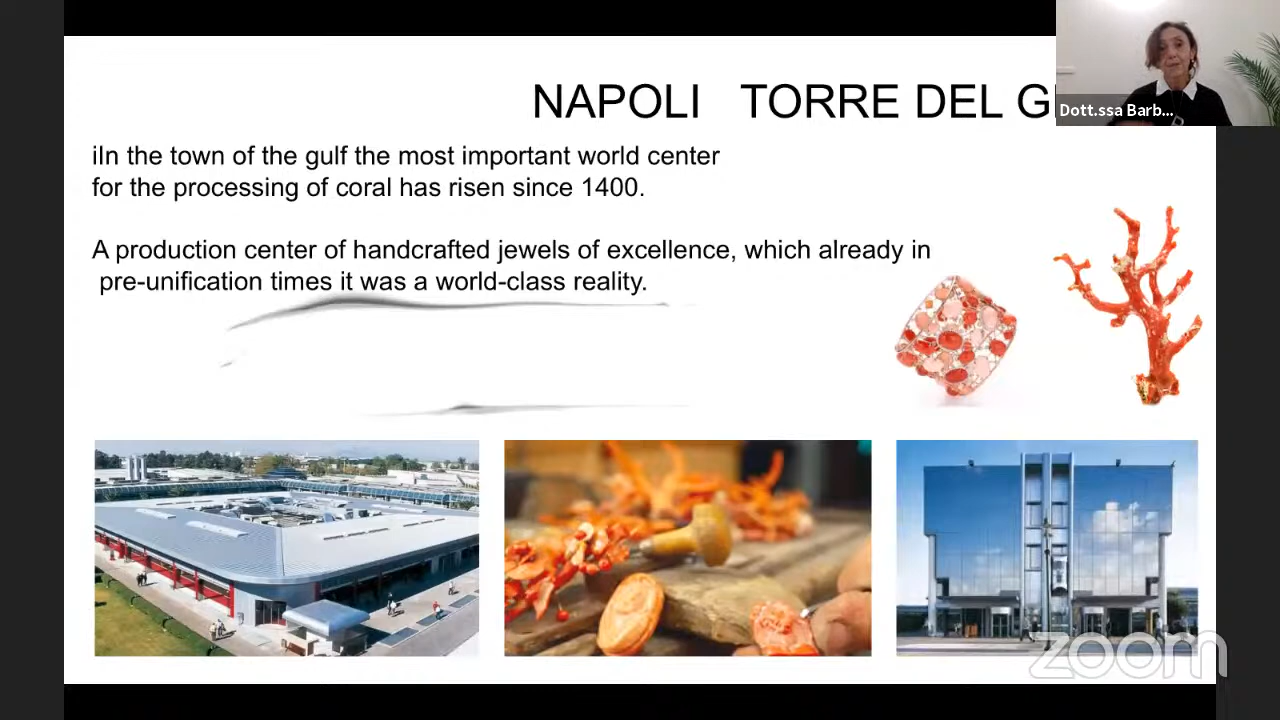 NAPOLI TORRE DEL
Dott.ssa Barb...
iIn the town of the gulf the most important world center
for the processing of coral has risen since 1400.
A production center of handcrafted jewels of excellence, which already in
pre-unification times it was a world-class reality.
zoom